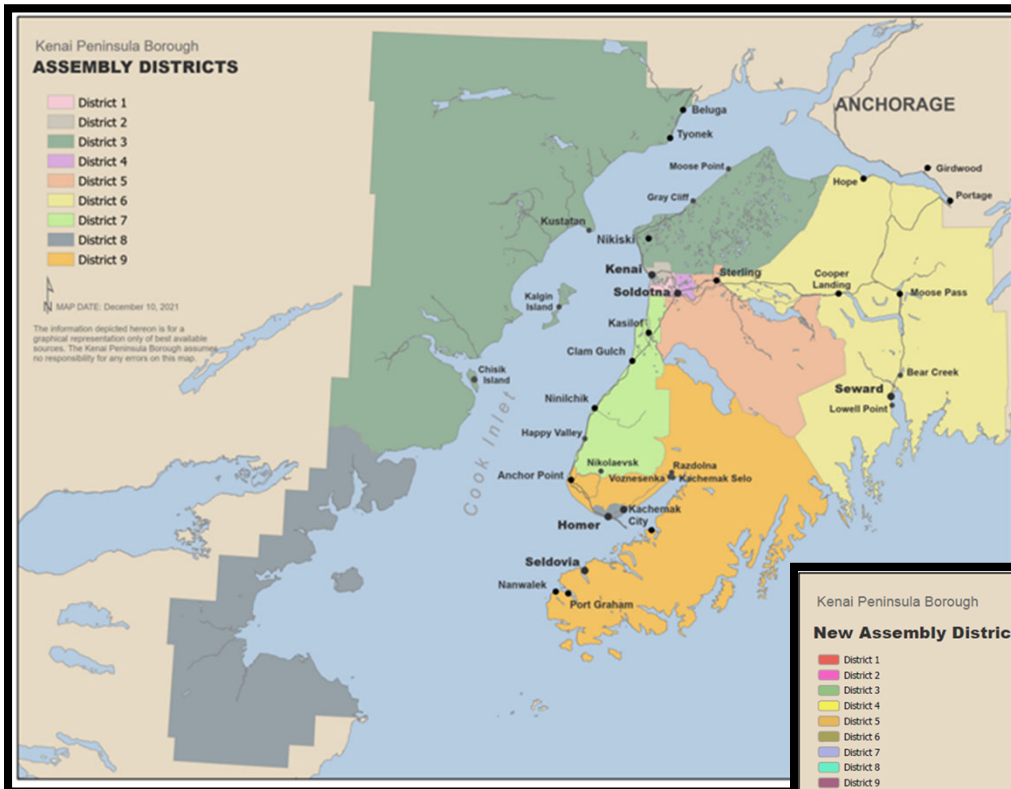 Kenai Peninsula Borough
ASSEMBLY DISTRICTS
District 1
District 2
District 3
District 4
District 5
District 6
District 7
District 8
District 9
N MAP DATE: December 10, 2021
The information depicted hereon is for a
graphical representation only of best available
sources. The Kenai Peninsula Borough assumes
no responsibility for any errors on this map.
ANCHORAGE
Beluga
Tyonek
Moose Point
Girdwood
Hope
Portage
Gray Cliff
Kustatan
Nikiski
Kenai
Sterling
Cooper
Landing
Moose Pass
Soldotna
Kalgin
Island
Kasilof
Clam Gulch
Chisik
Island
Bear Creek
Seward
Lowell Point
Cook Inlet
Ninilchik
Happy Valley
Nikolaevsk
Razdolna
Anchor Point
Voznesenka
Kachemak Selo
Kachemak
City
Homer
Seldovia
Nanwalek
Port Graham
Kenai Peninsula Borough
New Assembly Distric
District 1
District 2
District 3
District 4
District 5
District 6
District 7
District 8
District 9